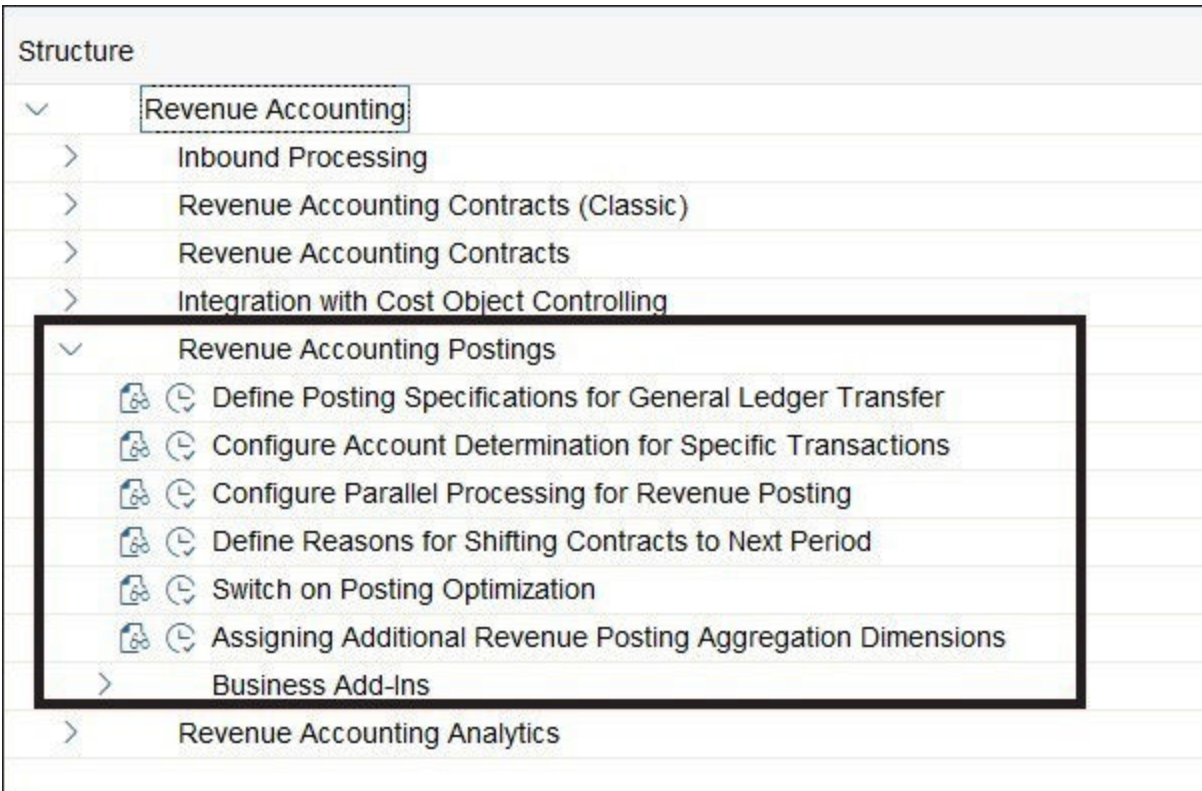 Structure
Revenue Accounting
Inbound Processing
Revenue Accounting Contracts (Classic)
Revenue Accounting Contracts
Integration with Cost Object Controlling
Revenue Accounting Postings
Define Posting Specifications for General Ledger Transfer
Configure Account Determination for Specific Transactions
Configure Parallel Processing for Revenue Posting
Define Reasons for Shifting Contracts to Next Period
Switch on Posting Optimization
Assigning Additional Revenue Posting Aggregation Dimensions
Business Add-Ins
Revenue Accounting Analytics